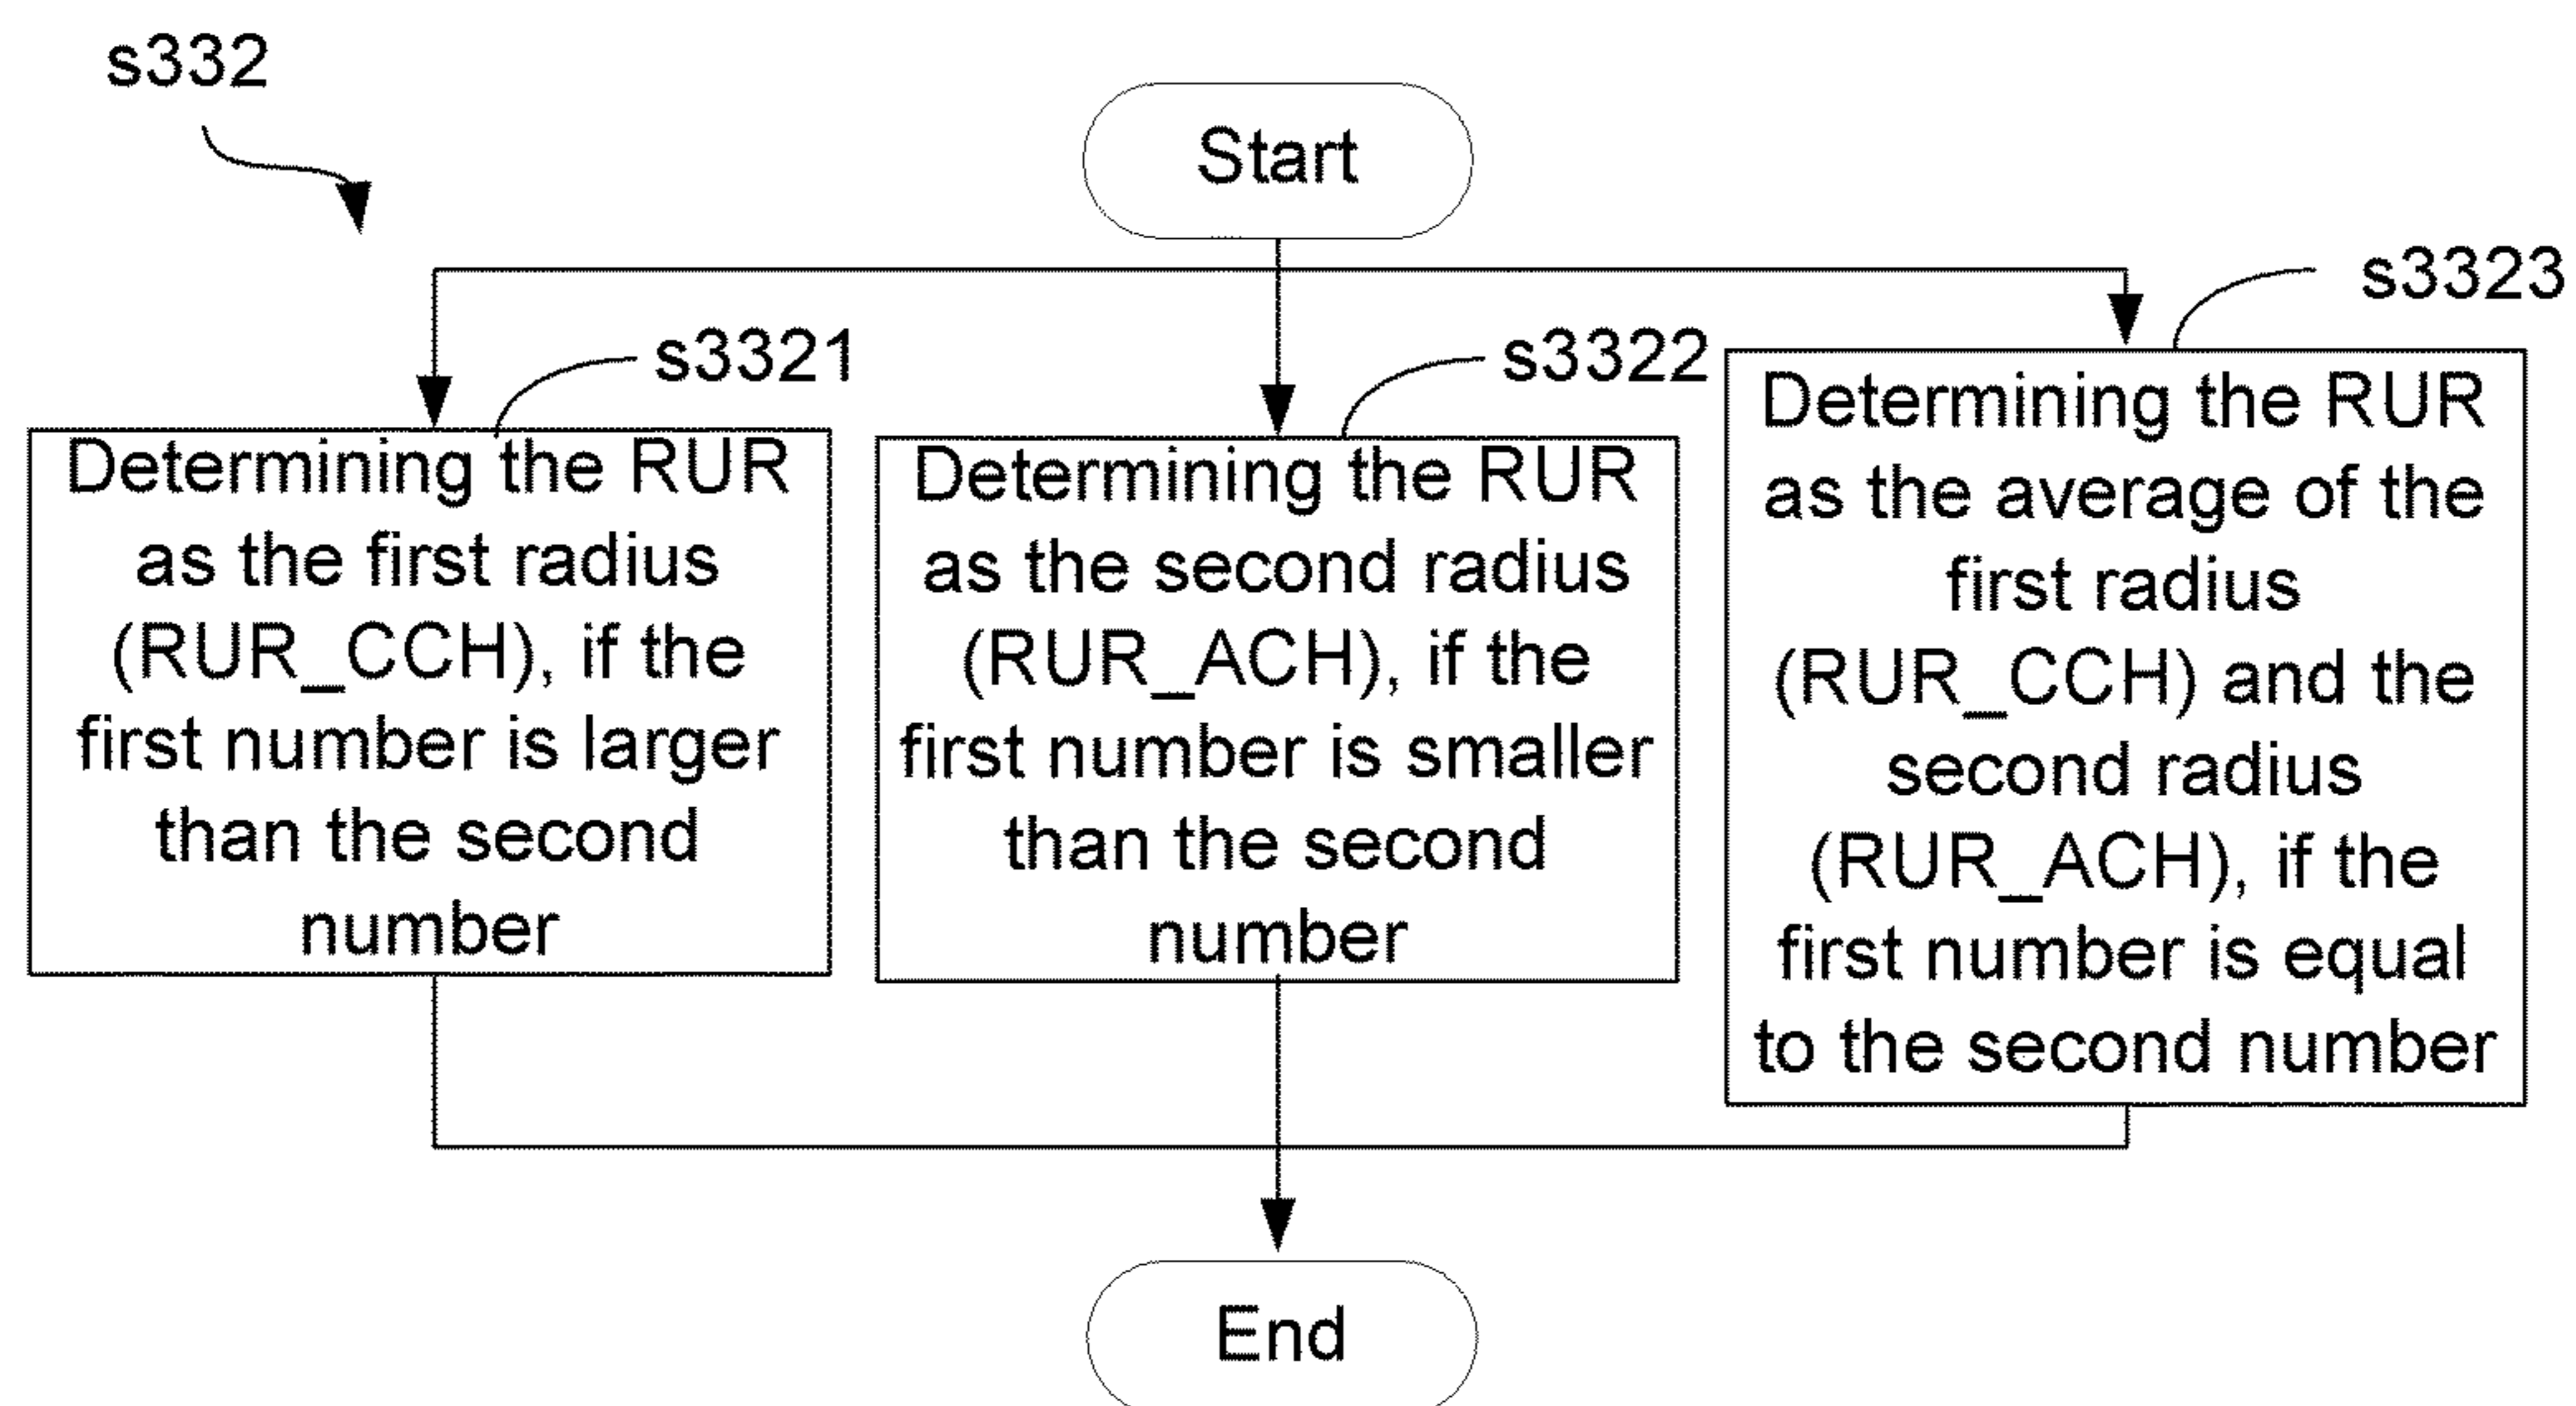 s332
Start
s3321
Determining the RUR
as the first radius
(RUR_CCH), if the
first number is larger
than the second
number
s3322
Determining the RUR
as the second radius
(RUR_ACH), if the
first number is smaller
than the second
number
s3323
Determining the RUR
as the average of the
first radius
(RUR_CCH) and the
second radius
(RUR_ACH), if the
first number is equal
to the second number
End